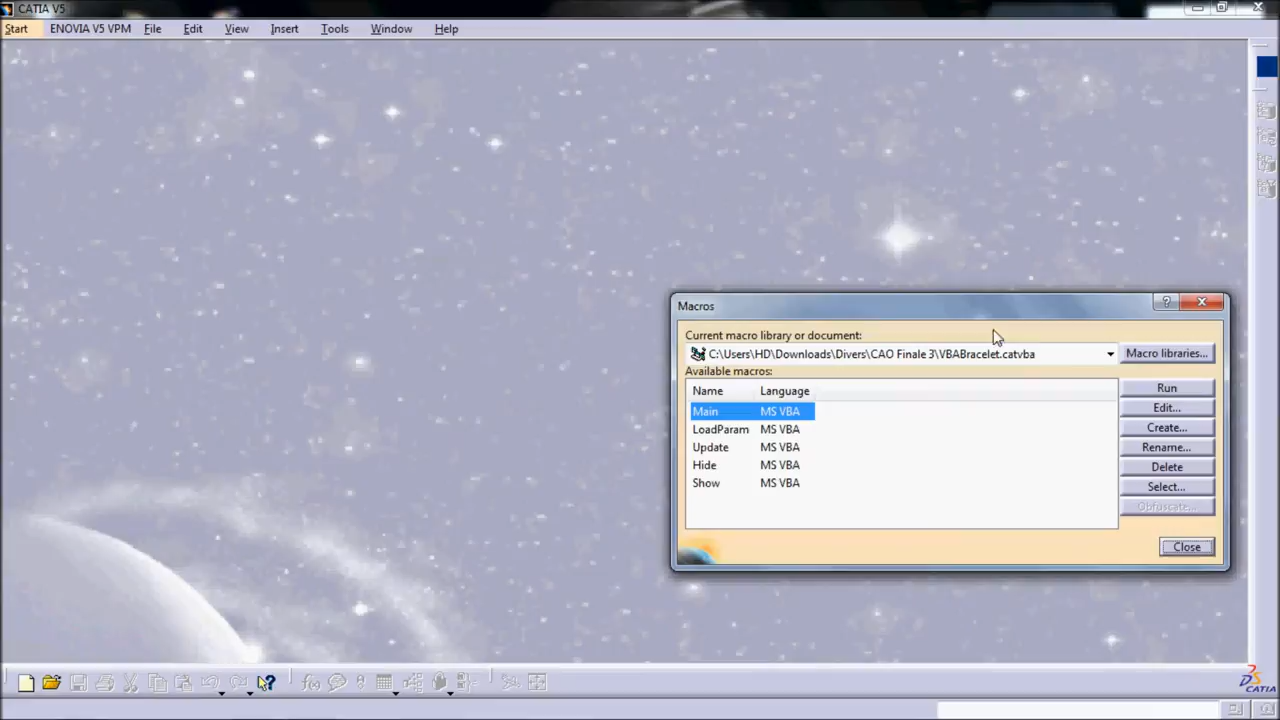 CATIA V5
Start ENOVIA V5 VPM File Edit View Insert Tools Window Help
Macros
Current macro library or document:
C:\Users\HD\Downloads\Divers\CAO Finale 3\VBABracelet.catvba Macro libraries...
Available macros:
Name Language
Main MS VBA
LoadParam MS VBA
Update MS VBA
Hide MS VBA
Show MS VBA
Run
Edit...
Create...
Rename...
Delete
Select...
Obfuscate...
Close
f(x)
CATIA